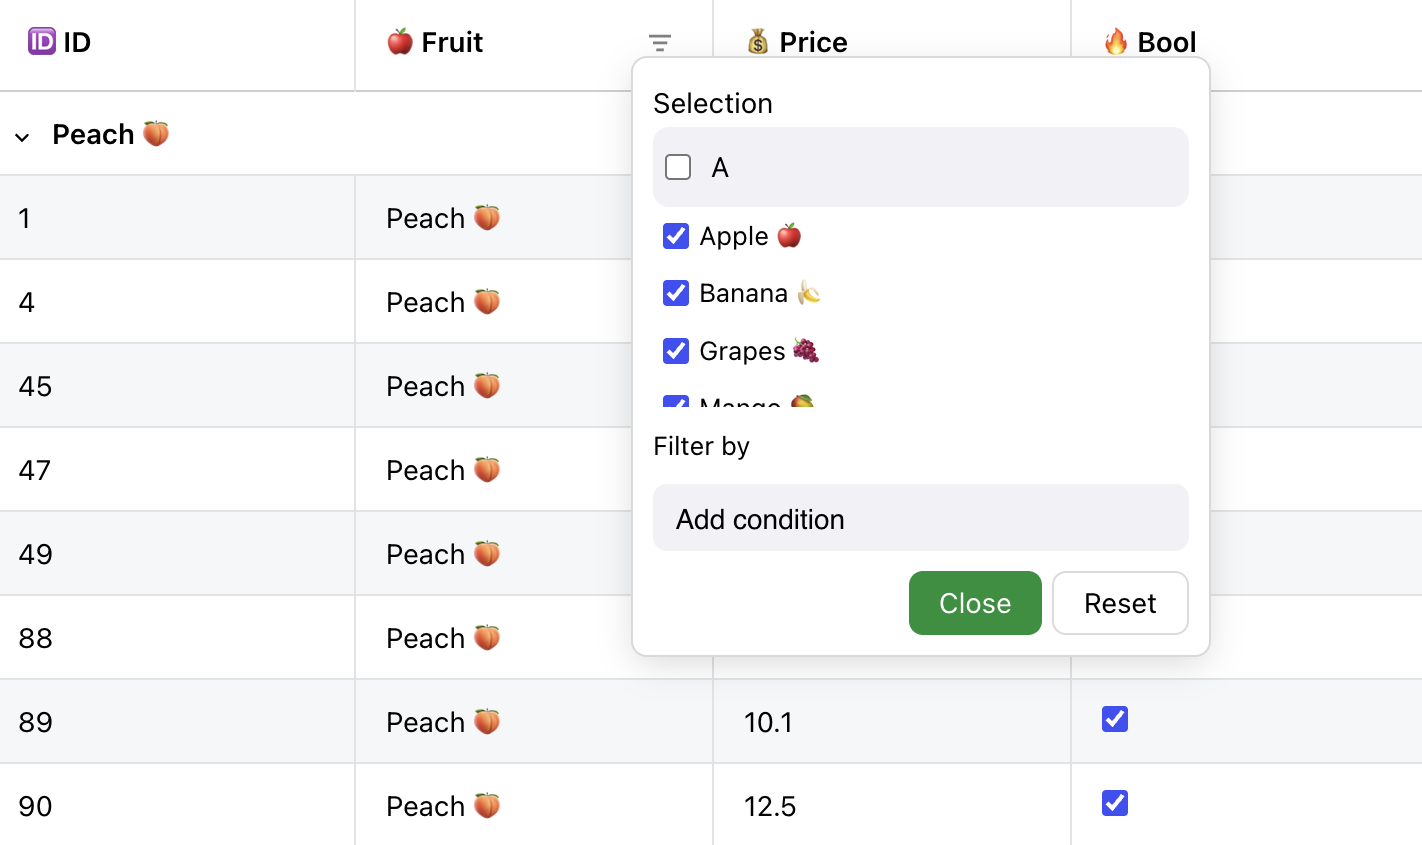 🆔 ID 🍎 Fruit 💰 Price 🔥 Bool
Peach 🍑
Selection
A
1 Peach 🍑
Apple 🍎
Banana 🍌
4 Peach 🍑
Grapes 🍇
45 Peach 🍑
Mango 🥭
Filter by
47 Peach 🍑
Add condition
49 Peach 🍑
Close Reset
88 Peach 🍑
89 Peach 🍑 10.1
90 Peach 🍑 12.5